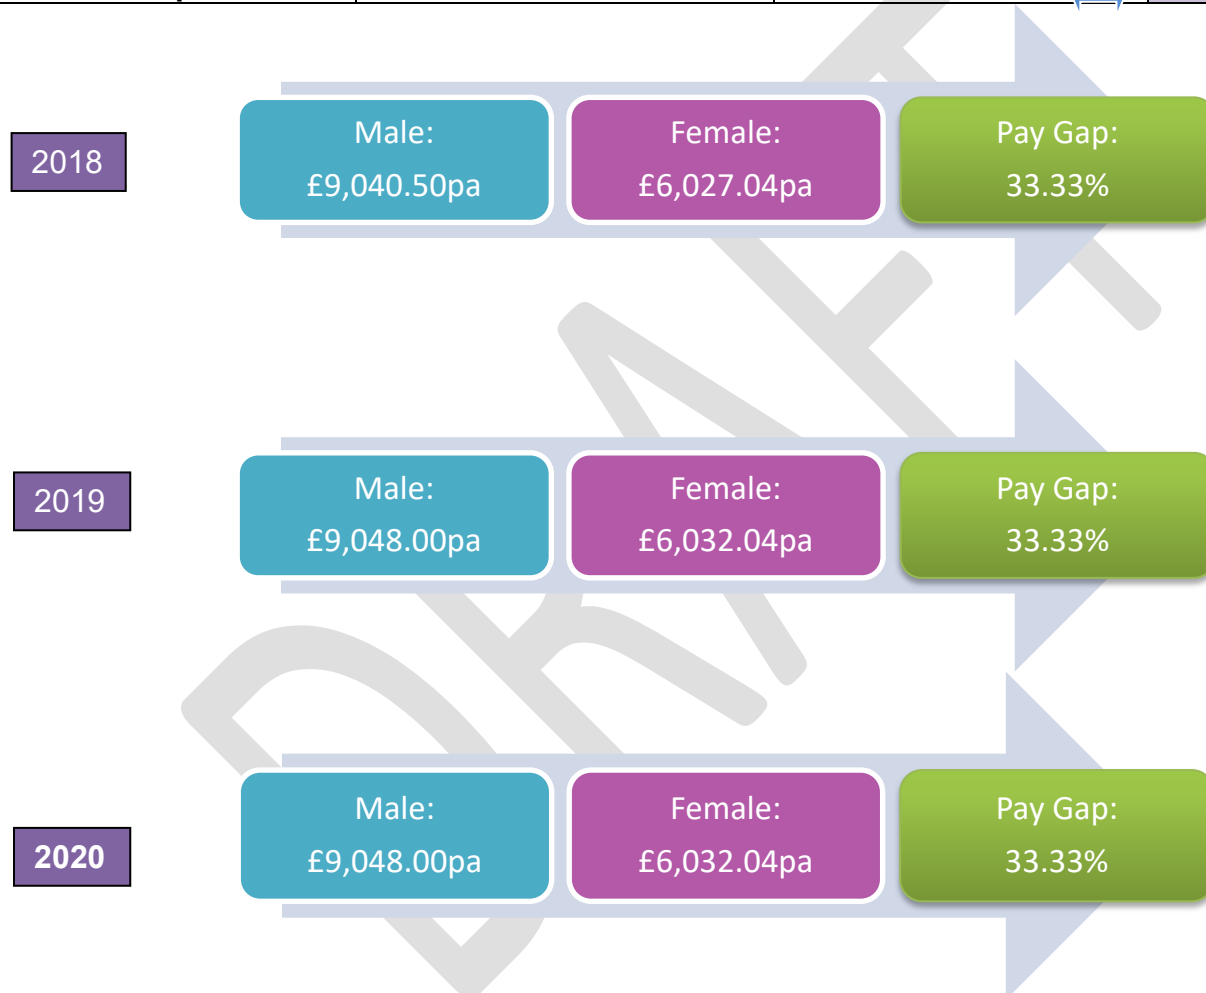 2018
Male:
£9,040.50pa
Female:
£6,027.04pa
Pay Gap:
33.33%
2019
Male:
£9,048.00pa
Female:
£6,032.04pa
Pay Gap:
33.33%
2020
Male:
£9,048.00pa
Female:
£6,032.04pa
Pay Gap:
33.33%
DRAFT